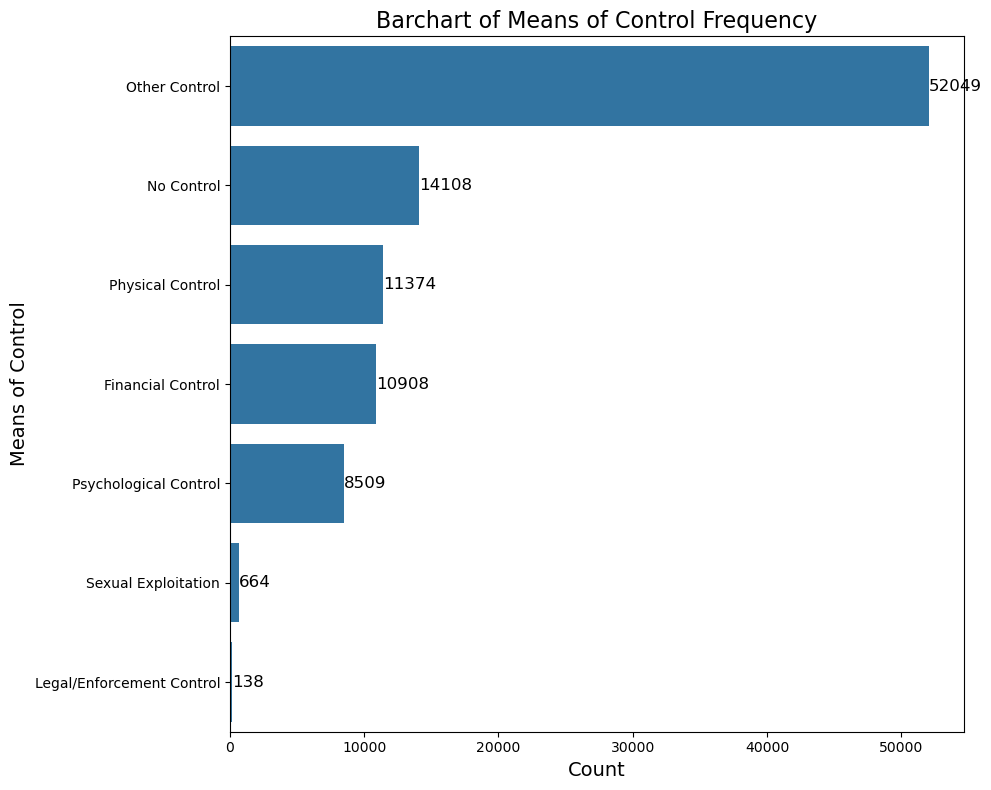 Barchart of Means of Control Frequency
Means of Control
Other Control
52049
No Control
14108
Physical Control
11374
Financial Control
10908
Psychological Control
8509
Sexual Exploitation
664
Legal/Enforcement Control
138
0 10000 20000 30000 40000 50000
Count